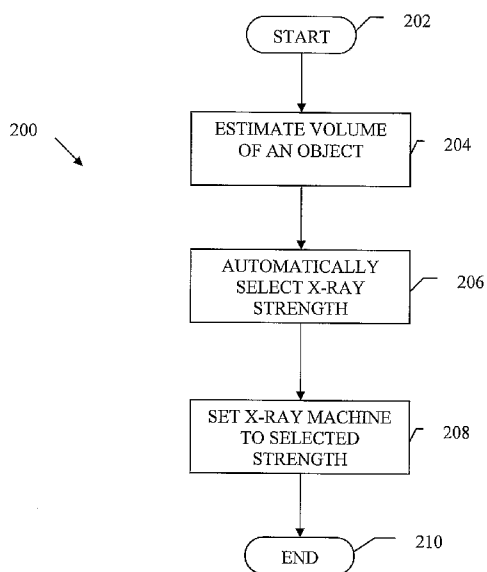 START
202
200
ESTIMATE VOLUME
OF AN OBJECT
204
AUTOMATICALLY
SELECT X-RAY
STRENGTH
206
SET X-RAY MACHINE
TO SELECTED
STRENGTH
208
END
210